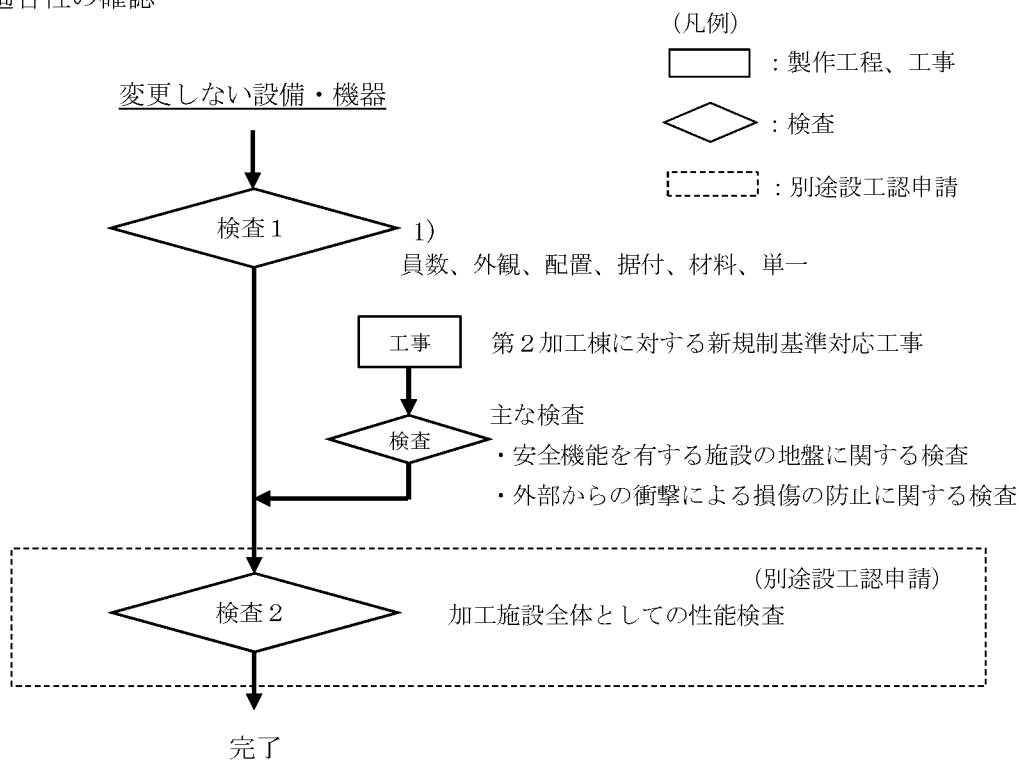 適合性の確認
(凡例)
：製作工程、工事
：検査
：別途設工認申請
変更しない設備・機器
検査１
1)
員数、外観、配置、据付、材料、単一
工事
第２加工棟に対する新規制基準対応工事
検査
主な検査
・安全機能を有する施設の地盤に関する検査
・外部からの衝撃による損傷の防止に関する検査
(別途設工認申請)
検査２
加工施設全体としての性能検査
完了